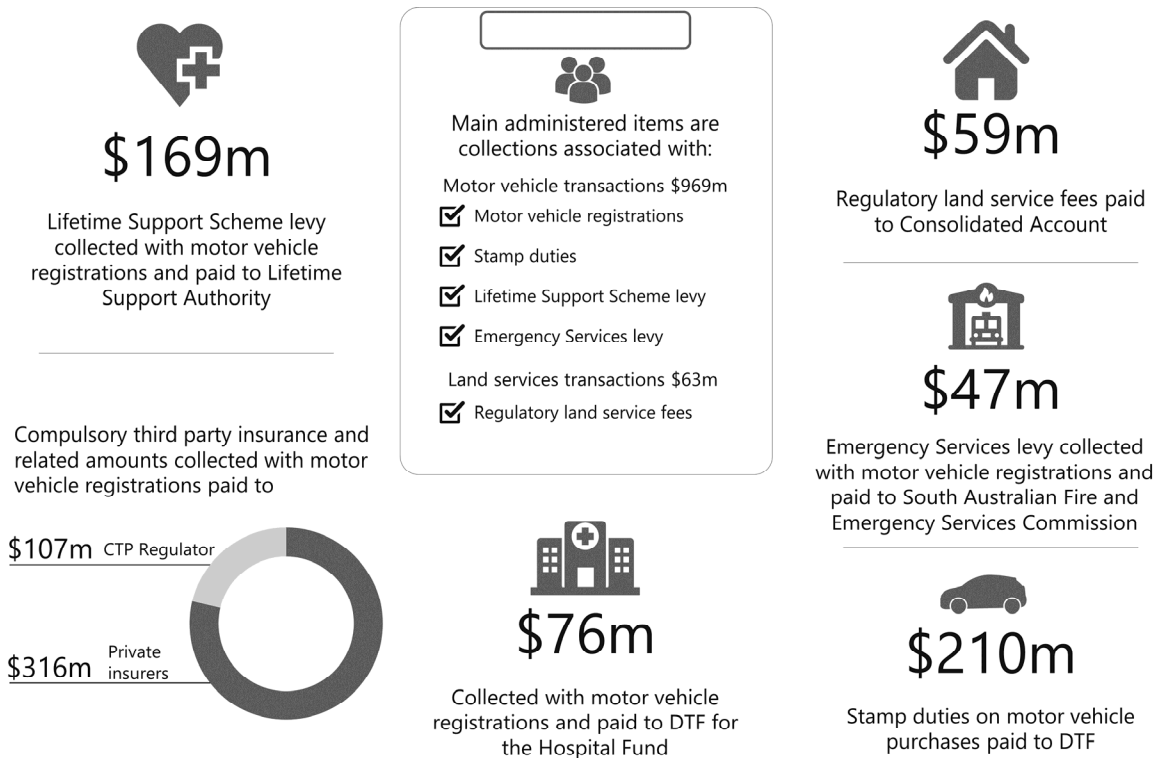 $169m
Lifetime Support Scheme levy
collected with motor vehicle
registrations and paid to Lifetime
Support Authority
Compulsory third party insurance and
related amounts collected with motor
vehicle registrations paid to
$107m CTP Regulator
$316m Private
insurers
Main administered items are
collections associated with:
Motor vehicle transactions $969m
Motor vehicle registrations
Stamp duties
Lifetime Support Scheme levy
Emergency Services levy
Land services transactions $63m
Regulatory land service fees
$76m
Collected with motor vehicle
registrations and paid to DTF for
the Hospital Fund
$59m
Regulatory land service fees paid
to Consolidated Account
$47m
Emergency Services levy collected
with motor vehicle registrations and
paid to South Australian Fire and
Emergency Services Commission
$210m
Stamp duties on motor vehicle
purchases paid to DTF